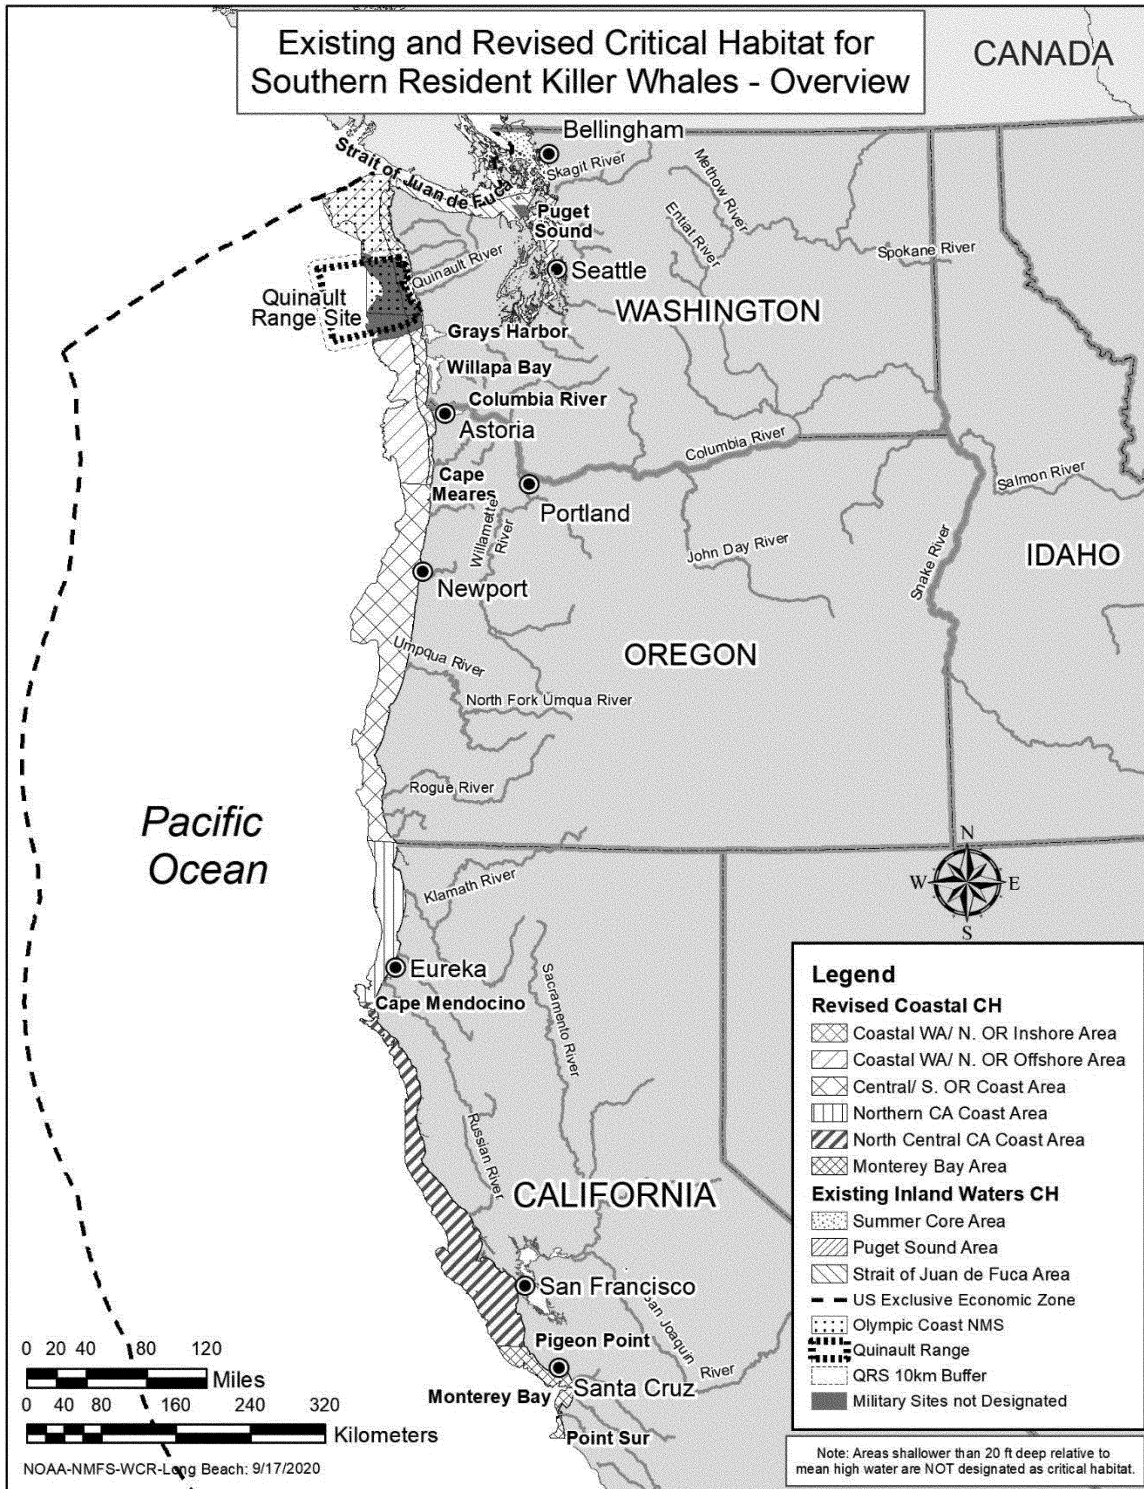 Existing and Revised Critical Habitat for
Southern Resident Killer Whales - Overview
CANADA
Bellingham
Strait of Juan de Fuca
Skagit River
Methow River
Puget
Sound
Entiat River
Spokane River
Quinault River
Seattle
Quinault
Range Site
WASHINGTON
Grays Harbor
Willapa Bay
Columbia River
Astoria
Columbia River
Cape
Meares
Salmon River
Willamette
River
Portland
John Day River
Snake River
IDAHO
Newport
Umpqua River
OREGON
North Fork Umqua River
Rogue River
Pacific
Ocean
N
W
E
S
Klamath River
Eureka
Sacramento River
Cape Mendocino
Russian River
CALIFORNIA
San Francisco
San Joaquin
River
Pigeon Point
Santa Cruz
Monterey Bay
Point Sur
Legend
Revised Coastal CH
Coastal WA/ N. OR Inshore Area
Coastal WA/ N. OR Offshore Area
Central/ S. OR Coast Area
Northern CA Coast Area
North Central CA Coast Area
Monterey Bay Area
Existing Inland Waters CH
Summer Core Area
Puget Sound Area
Strait of Juan de Fuca Area
US Exclusive Economic Zone
Olympic Coast NMS
Quinault Range
QRS 10km Buffer
Military Sites not Designated
0 20 40 80 120
Miles
0 40 80 160 240 320
Kilometers
NOAA-NMFS-WCR-Long Beach: 9/17/2020
Note: Areas shallower than 20 ft deep relative to
mean high water are NOT designated as critical habitat.